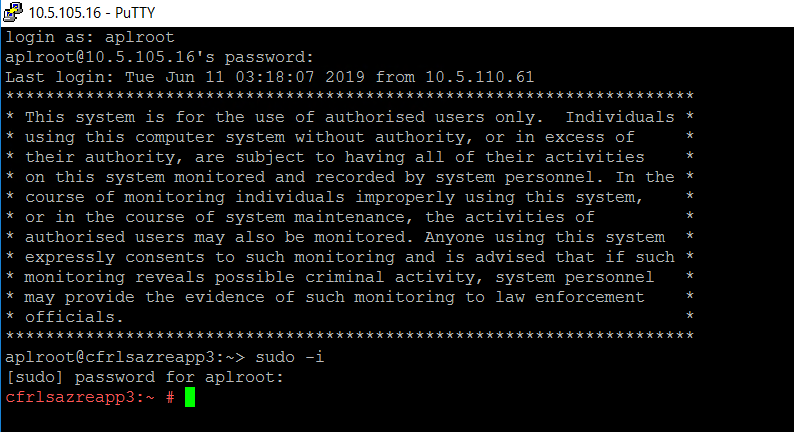 10.5.105.16 - PuTTY
login as: aplroot
aplroot@10.5.105.16's password:
Last login: Tue Jun 11 03:18:07 2019 from 10.5.110.61
**********************************************************************
* This system is for the use of authorised users only.  Individuals *
* using this computer system without authority, or in excess of     *
* their authority, are subject to having all of their activities    *
* on this system monitored and recorded by system personnel. In the *
* course of monitoring individuals improperly using this system,    *
* or in the course of system maintenance, the activities of         *
* authorised users may also be monitored. Anyone using this system  *
* expressly consents to such monitoring and is advised that if such *
* monitoring reveals possible criminal activity, system personnel   *
* may provide the evidence of such monitoring to law enforcement    *
* officials.                                                        *
**********************************************************************
aplroot@cfrlsazreapp3:~> sudo -i
[sudo] password for aplroot:
cfrlsazreapp3:~ #